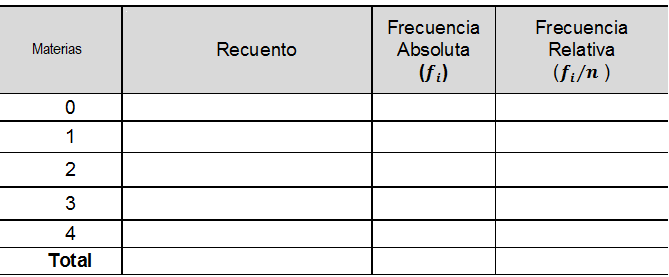 Materias
Recuento
Frecuencia
Absoluta
(𝒇𝒊)
Frecuencia
Relativa
(𝒇𝒊/𝒏 )
0
1
2
3
4
Total